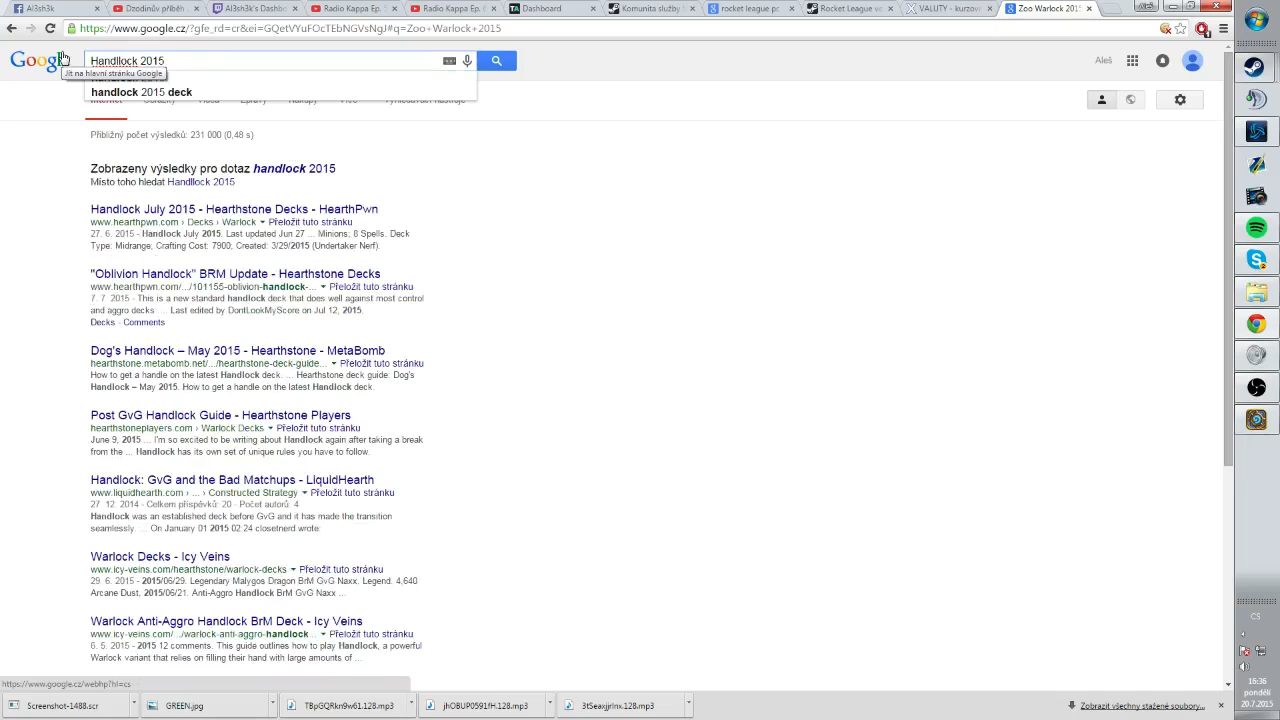 Al3sh3k
Dzodinův příběh
Al3sh3k's Dashbo
Radio Kappa Ep. 5
Radio Kappa Ep. 4
Dashboard
Komunita služby
rocket league po
Rocket League ve
VALUTY - kurzovn
Zoo Warlock 2015
https://www.google.cz/?gfe_rd=cr&ei=GQetVYuFOcTEbNGVsNgJ#q=Zoo+Warlock+2015
Google
Handllock 2015
Jít na hlavní stránku Google
handlock 2015 deck
Aleš
Přibližný počet výsledků: 231 000 (0,48 s)
Zobrazeny výsledky pro dotaz handlock 2015
Místo toho hledat Handllock 2015
Handlock July 2015 - Hearthstone Decks - HearthPwn
www.hearthpwn.com › Decks › Warlock ▾ Přeložit tuto stránku
27. 6. 2015 - Handlock July 2015. Last updated Jun 27 ... Minions; 8 Spells. Deck
Type: Midrange; Crafting Cost: 7900; Created: 3/29/2015 (Undertaker Nerf).
"Oblivion Handlock" BRM Update - Hearthstone Decks
www.hearthpwn.com/.../101155-oblivion-handlock-... ▾ Přeložit tuto stránku
7. 7. 2015 - This is a new standard handlock deck that does well against most control
and aggro decks .... Last edited by DontLookMyScore on Jul 12, 2015.
Decks - Comments
Dog's Handlock – May 2015 - Hearthstone - MetaBomb
hearthstone.metabomb.net/.../hearthstone-deck-guide... ▾ Přeložit tuto stránku
How to get a handle on the latest Handlock deck. ... Hearthstone deck guide: Dog's
Handlock – May 2015. How to get a handle on the latest Handlock deck.
Post GvG Handlock Guide - Hearthstone Players
hearthstoneplayers.com › Warlock Decks ▾ Přeložit tuto stránku
June 9, 2015 ... I'm so excited to be writing about Handlock again after taking a break
from the ... Handlock has its own set of unique rules you have to follow.
Handlock: GvG and the Bad Matchups - LiquidHearth
www.liquidhearth.com › ... › Constructed Strategy ▾ Přeložit tuto stránku
27. 12. 2014 - Celkem příspěvků: 20 - Počet autorů: 4
Handlock was an established deck before GvG and it has made the transition
seamlessly. ... On January 01 2015 02:24 closetnerd wrote:
Warlock Decks - Icy Veins
www.icy-veins.com/hearthstone/warlock-decks ▾ Přeložit tuto stránku
29. 6. 2015 - 2015/06/29. Legendary Malygos Dragon BrM GvG Naxx. Legend. 4,640
Arcane Dust, 2015/06/21. Anti-Aggro Handlock BrM GvG Naxx ...
Warlock Anti-Aggro Handlock BrM Deck - Icy Veins
www.icy-veins.com/.../warlock-anti-aggro-handlock... ▾ Přeložit tuto stránku
6. 5. 2015 - 2015 12 comments. This guide outlines how to play Handlock, a powerful
Warlock variant that relies on filling their hand with large amounts of ...
https://www.google.cz/webhp?hl=cs
Screenshot-1488.scr
GREEN.jpg
TBpGQRkn9w61.128.mp3
jhOBUP0591fH.128.mp3
3tSeaxjjrInx.128.mp3
Zobrazit všechny stažené soubory...
CS
16:36
pondělí
20.7.2015